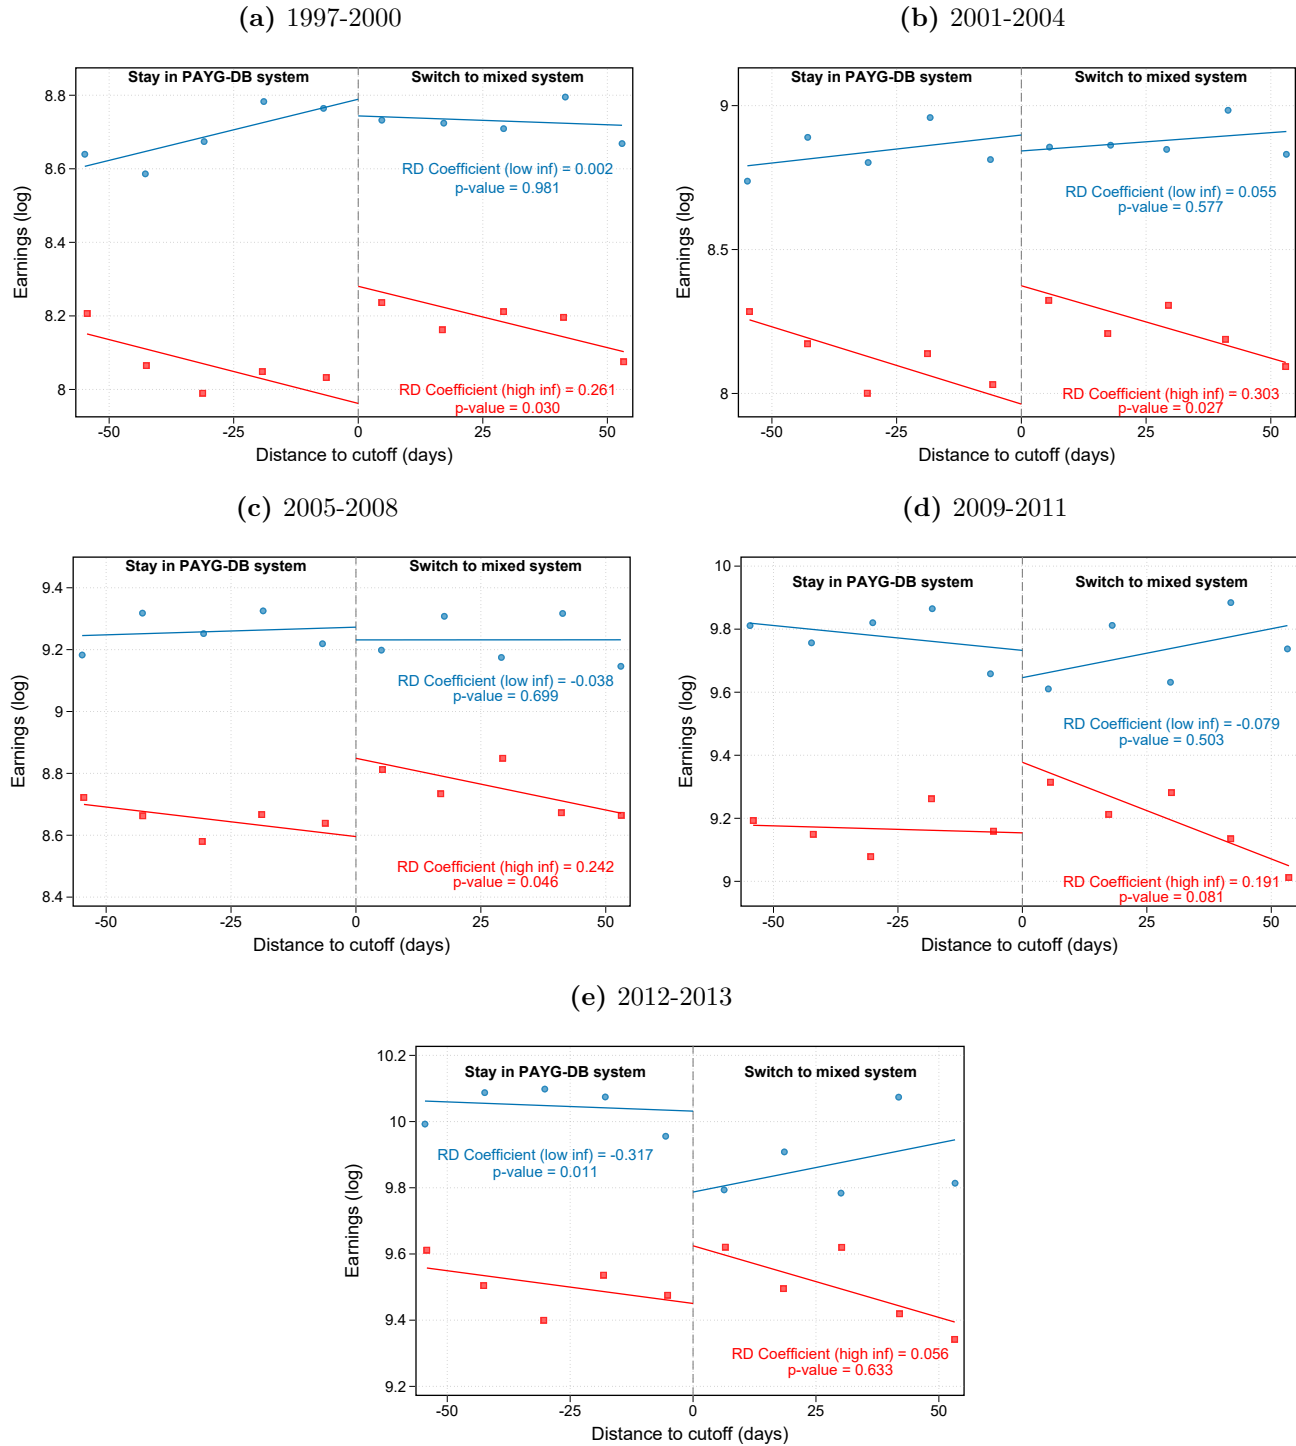 (a) 1997-2000
Stay in PAYG-DB system
Switch to mixed system
8.8
8.6
8.4
8.2
8
Earnings (log)
RD Coefficient (low inf) = 0.002
p-value = 0.981
RD Coefficient (high inf) = 0.261
p-value = 0.030
-50 -25 0 25 50
Distance to cutoff (days)
(b) 2001-2004
Stay in PAYG-DB system
Switch to mixed system
9
8.5
8
Earnings (log)
RD Coefficient (low inf) = 0.055
p-value = 0.577
RD Coefficient (high inf) = 0.303
p-value = 0.027
-50 -25 0 25 50
Distance to cutoff (days)
(c) 2005-2008
Stay in PAYG-DB system
Switch to mixed system
9.4
9.2
9
8.8
8.6
8.4
Earnings (log)
RD Coefficient (low inf) = -0.038
p-value = 0.699
RD Coefficient (high inf) = 0.242
p-value = 0.046
-50 -25 0 25 50
Distance to cutoff (days)
(d) 2009-2011
Stay in PAYG-DB system
Switch to mixed system
10
9.8
9.6
9.4
9.2
9
Earnings (log)
RD Coefficient (low inf) = -0.079
p-value = 0.503
RD Coefficient (high inf) = 0.191
p-value = 0.081
-50 -25 0 25 50
Distance to cutoff (days)
(e) 2012-2013
Stay in PAYG-DB system
Switch to mixed system
10.2
10
9.8
9.6
9.4
9.2
Earnings (log)
RD Coefficient (low inf) = -0.317
p-value = 0.011
RD Coefficient (high inf) = 0.056
p-value = 0.633
-50 -25 0 25 50
Distance to cutoff (days)